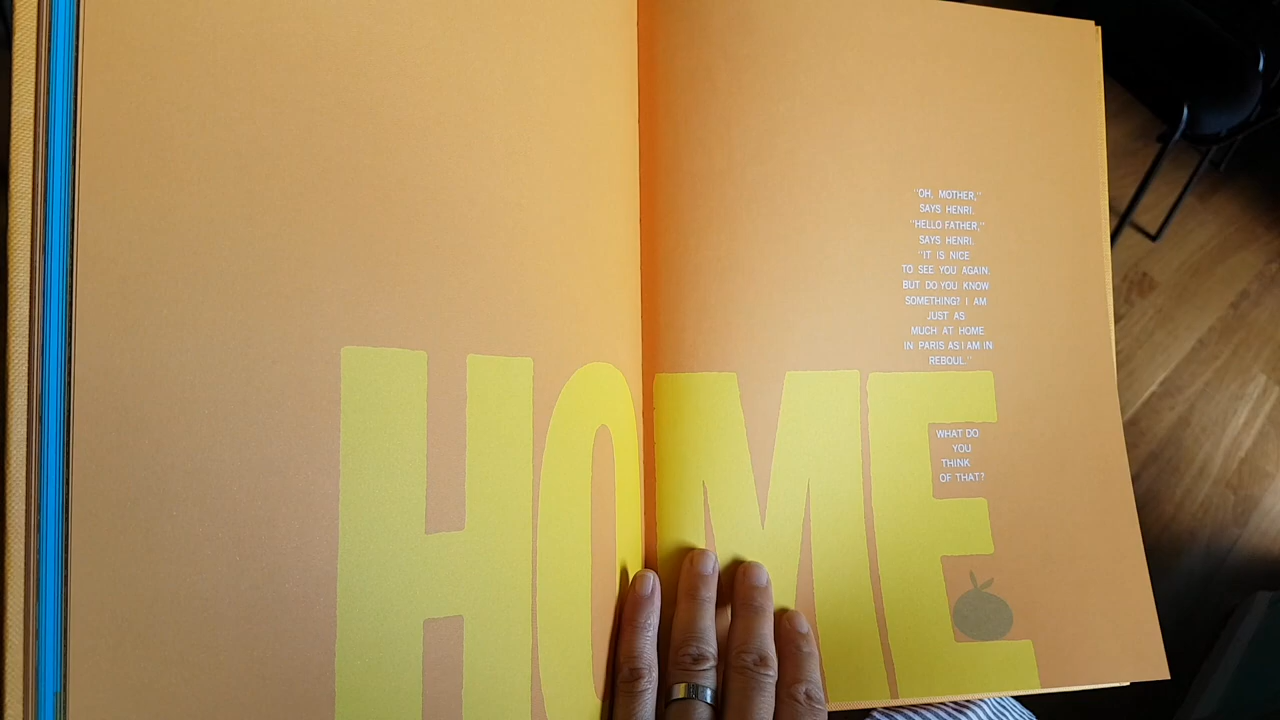 "OH, MOTHER,"
SAYS HENRI.
"HELLO FATHER,"
SAYS HENRI.
"IT IS NICE
TO SEE YOU AGAIN.
BUT DO YOU KNOW
SOMETHING? I AM
JUST AS
MUCH AT HOME
IN PARIS AS I AM IN
REBOUL."
HOME
WHAT DO
YOU
THINK
OF THAT?